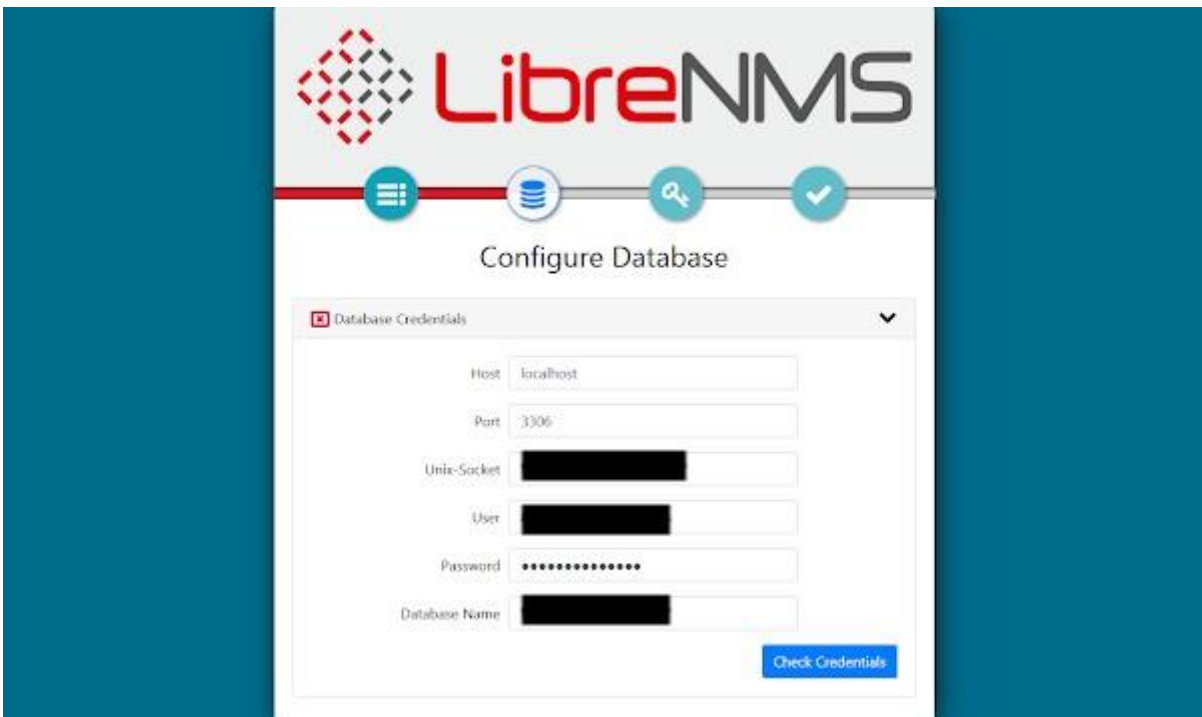 LibreNMS
Configure Database
Database Credentials
Host localhost
Port 3306
Unix-Socket
User
Password ••••••••••••••
Database Name
Check Credentials